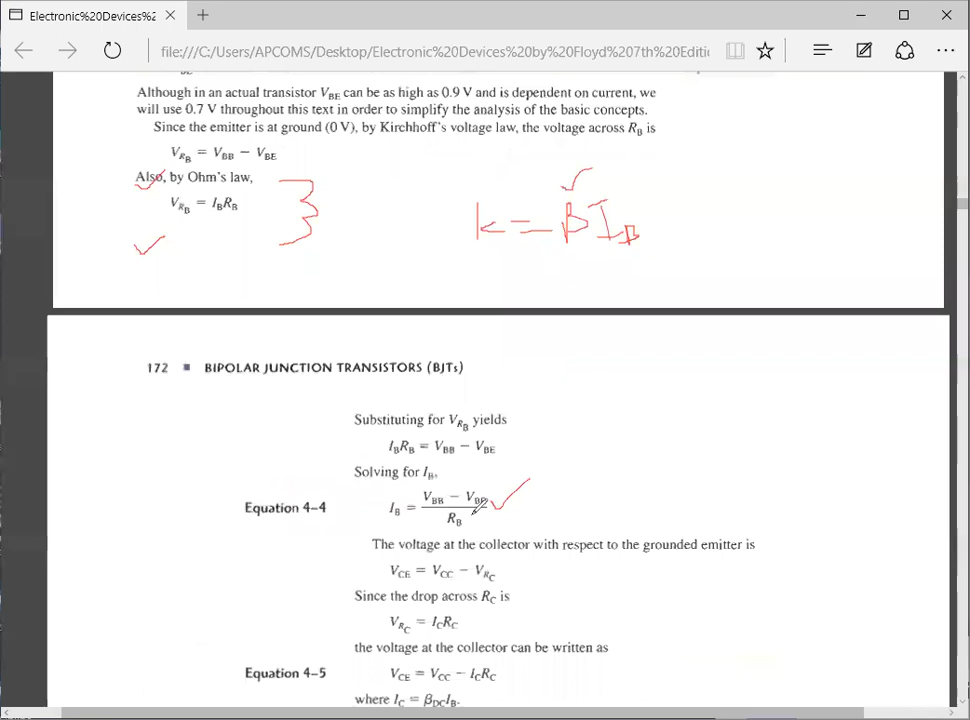 Electronic%20Devices%2
file:///C:/Users/APCOMS/Desktop/Electronic%20Devices%20by%20Floyd%207th%20Editi
Although in an actual transistor VBE can be as high as 0.9 V and is dependent on current, we
will use 0.7 V throughout this text in order to simplify the analysis of the basic concepts.
Since the emitter is at ground (0 V), by Kirchhoff's voltage law, the voltage across RB is
VRB = VBB − VBE
Also, by Ohm's law,
VRB = IBRB
= βIB
172 ■ BIPOLAR JUNCTION TRANSISTORS (BJTs)
Substituting for VRB yields
IBRB = VBB − VBE
Solving for IB,
Equation 4–4 IB = VBB − VBE / RB
The voltage at the collector with respect to the grounded emitter is
VCE = VCC − VRC
Since the drop across RC is
VRC = ICRC
the voltage at the collector can be written as
Equation 4–5 VCE = VCC − ICRC
where IC = βDCIB.